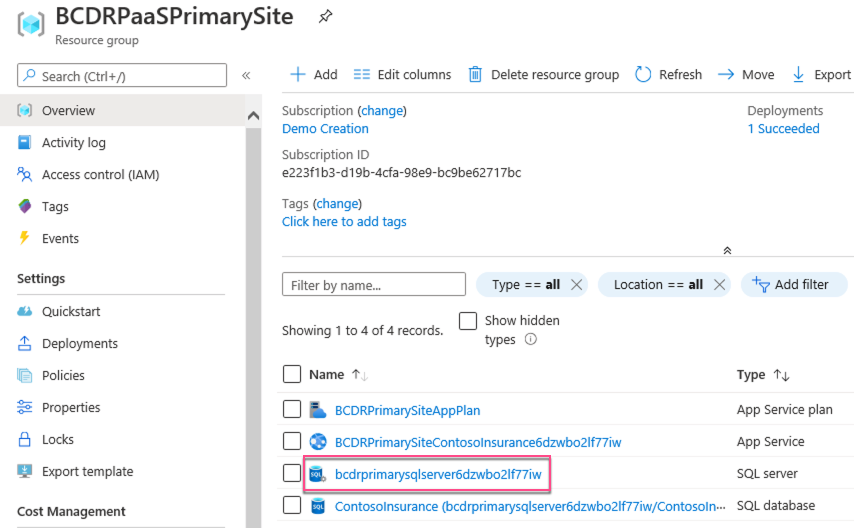 BCDRPaaSPrimarySite
Resource group
Search (Ctrl+/)
«
Add
Edit columns
Delete resource group
Refresh
Move
Export
Overview
Activity log
Access control (IAM)
Tags
Events
Settings
Quickstart
Deployments
Policies
Properties
Locks
Export template
Cost Management
Subscription (change)
Demo Creation
Deployments
1 Succeeded
Subscription ID
e223f1b3-d19b-4cfa-98e9-bc9be62717bc
Tags (change)
Click here to add tags
Filter by name...
Type == all
Location == all
Add filter
Showing 1 to 4 of 4 records.
Show hidden
types
Name
Type
BCDRPrimarySiteAppPlan
App Service plan
BCDRPrimarySiteContosoInsurance6dzwbo2lf77iw
App Service
bcdrprimarysqlserver6dzwbo2lf77iw
SQL server
ContosoInsurance (bcdrprimarysqlserver6dzwbo2lf77iw/ContosoIn···
SQL database